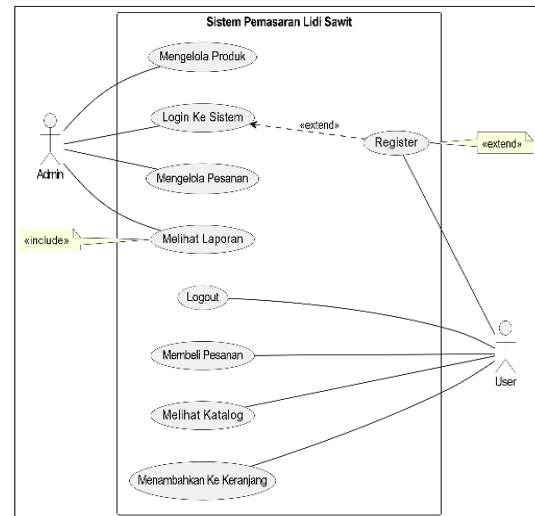 Sistem Pemasaran Lidi Sawit
Mengelola Produk
Login Ke Sistem
«extend»
Register
«extend»
Admin
Mengelola Pesanan
«include»
Melihat Laporan
Logout
Membeli Pesanan
User
Melihat Katalog
Menambahkan Ke Keranjang